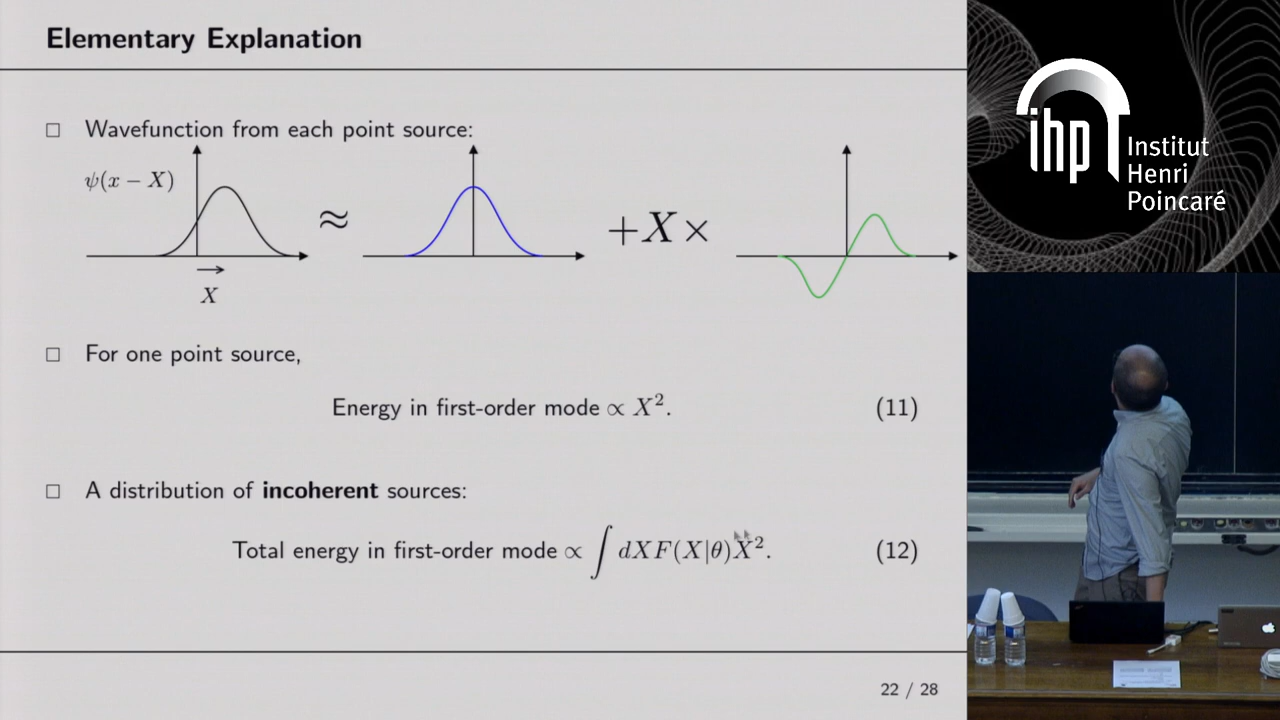 Elementary Explanation
□ Wavefunction from each point source:
ψ(x − X)
≈
+X×
X
□ For one point source,
Energy in first-order mode ∝ X². (11)
□ A distribution of incoherent sources:
Total energy in first-order mode ∝ ∫ dXF(X|θ)X². (12)
22 / 28
ihp
Institut
Henri
Poincaré